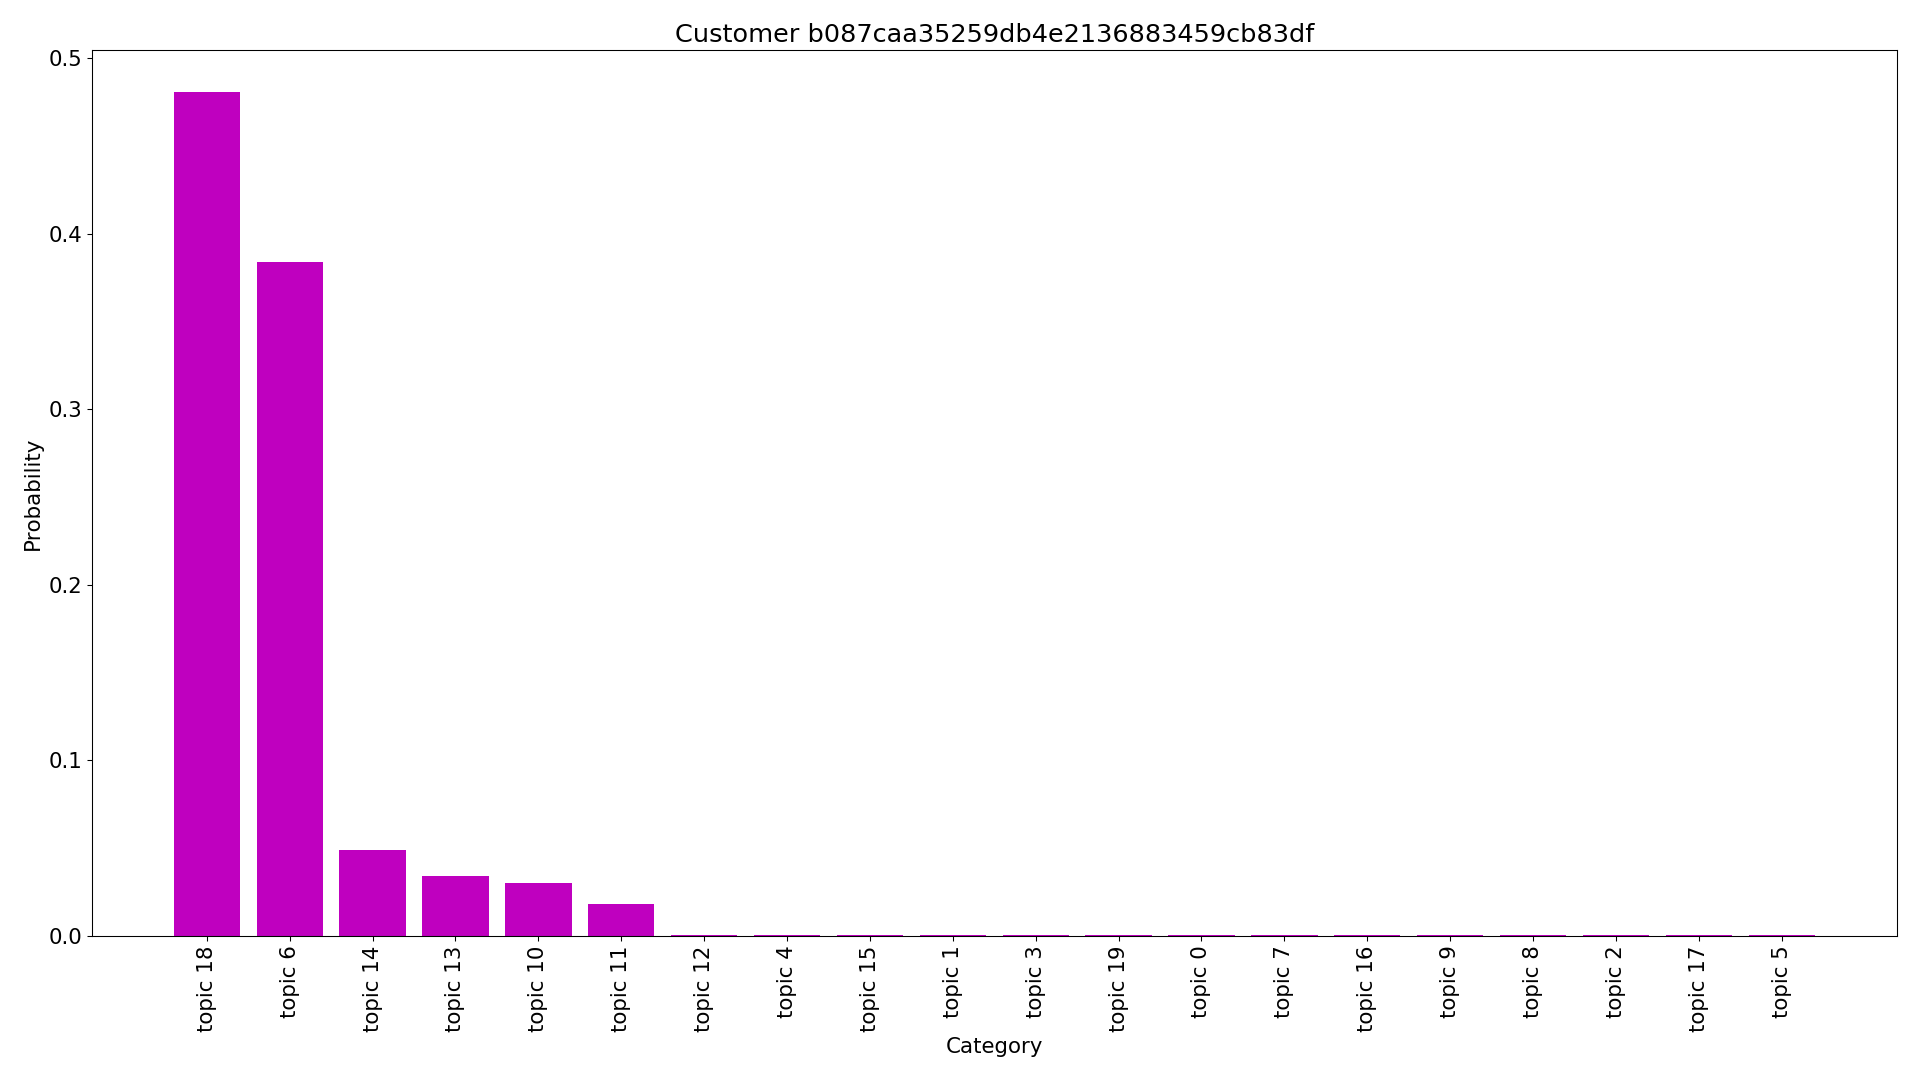 Customer b087caa35259db4e2136883459cb83df
0.5
0.4
0.3
0.2
0.1
0.0
Probability
topic 18
topic 6
topic 14
topic 13
topic 10
topic 11
topic 12
topic 4
topic 15
topic 1
topic 3
topic 19
topic 0
topic 7
topic 16
topic 9
topic 8
topic 2
topic 17
topic 5
Category